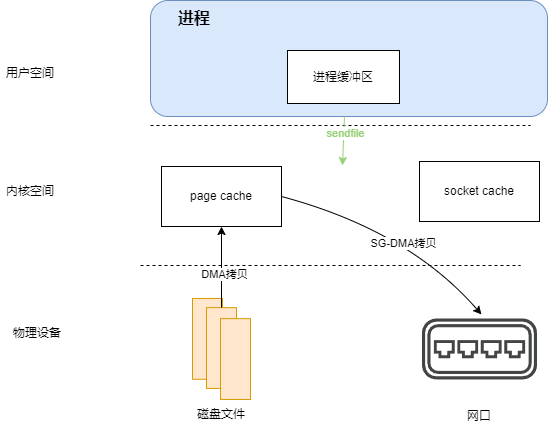 进程
用户空间
进程缓冲区
sendfile
内核空间
page cache
socket cache
SG-DMA拷贝
DMA拷贝
物理设备
磁盘文件
网口